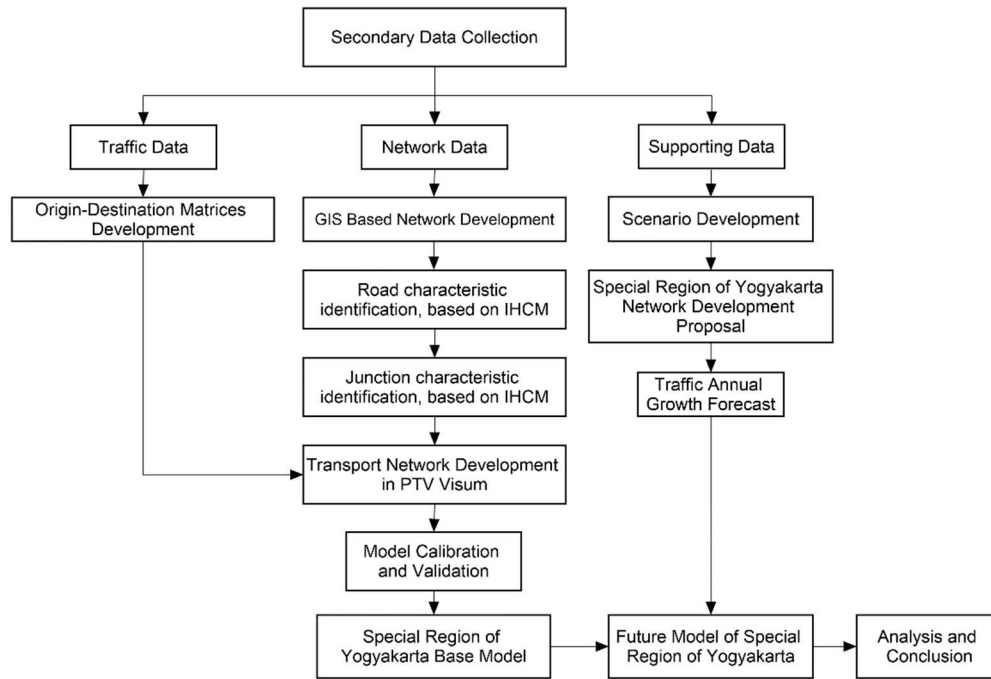 Secondary Data Collection
Traffic Data
Network Data
Supporting Data
Origin-Destination Matrices
Development
GIS Based Network Development
Scenario Development
Road characteristic
identification, based on IHCM
Special Region of Yogyakarta
Network Development
Proposal
Junction characteristic
identification, based on IHCM
Traffic Annual
Growth Forecast
Transport Network Development
in PTV Visum
Model Calibration
and Validation
Special Region of
Yogyakarta Base Model
Future Model of Special
Region of Yogyakarta
Analysis and
Conclusion